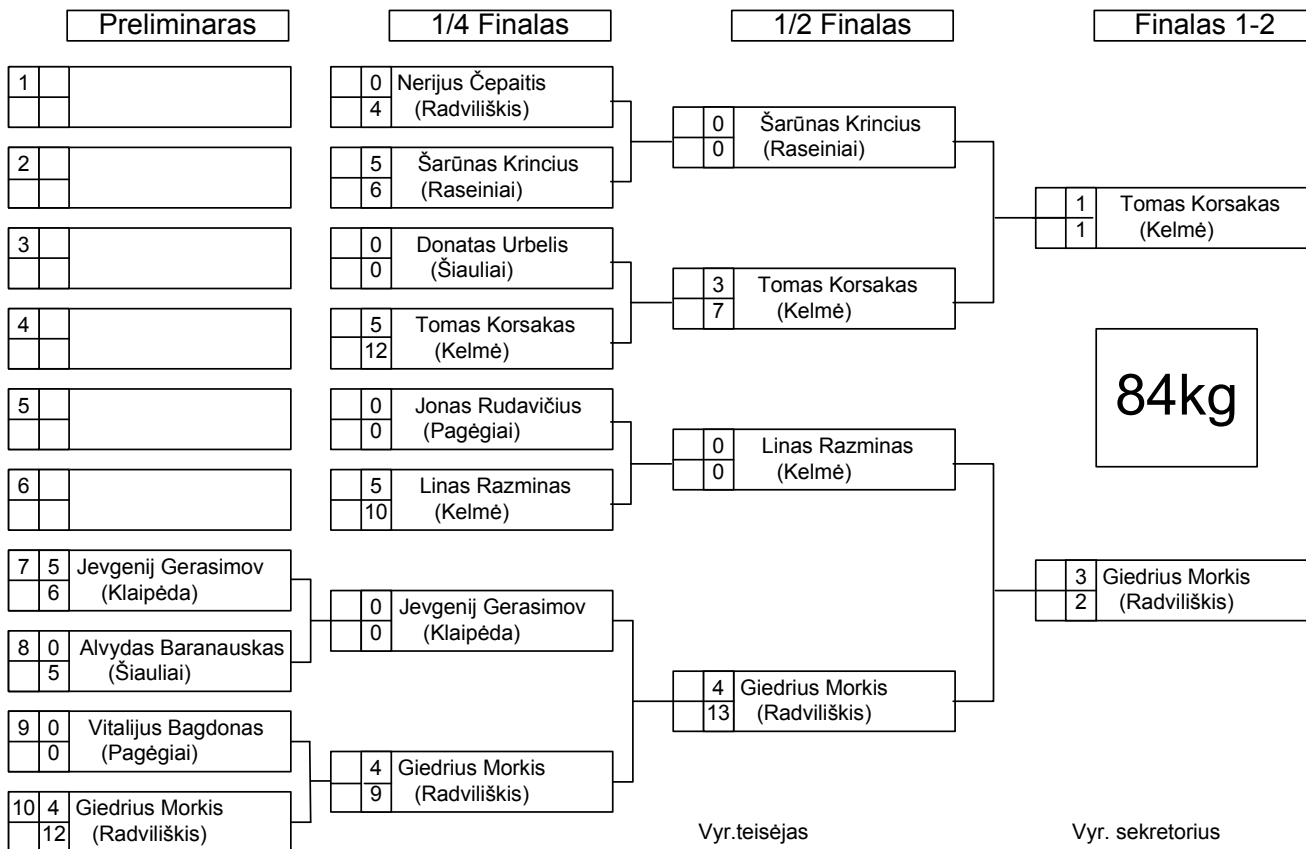 Preliminaras
1/4 Finalas
1/2 Finalas
Finalas 1-2
1
2
3
4
5
6
7 5 Jevgenij Gerasimov
6 (Klaipėda)
8 0 Alvydas Baranauskas
5 (Šiauliai)
9 0 Vitalijus Bagdonas
0 (Pagėgiai)
10 4 Giedrius Morkis
12 (Radviliškis)
0 Nerijus Čepaitis
4 (Radviliškis)
5 Šarūnas Krincius
6 (Raseiniai)
0 Donatas Urbelis
0 (Šiauliai)
5 Tomas Korsakas
12 (Kelmė)
0 Jonas Rudavičius
0 (Pagėgiai)
5 Linas Razminas
10 (Kelmė)
0 Jevgenij Gerasimov
0 (Klaipėda)
4 Giedrius Morkis
9 (Radviliškis)
0 Šarūnas Krincius
0 (Raseiniai)
3 Tomas Korsakas
7 (Kelmė)
0 Linas Razminas
0 (Kelmė)
4 Giedrius Morkis
13 (Radviliškis)
1 Tomas Korsakas
1 (Kelmė)
84kg
3 Giedrius Morkis
2 (Radviliškis)
Vyr.teisėjas
Vyr. sekretorius